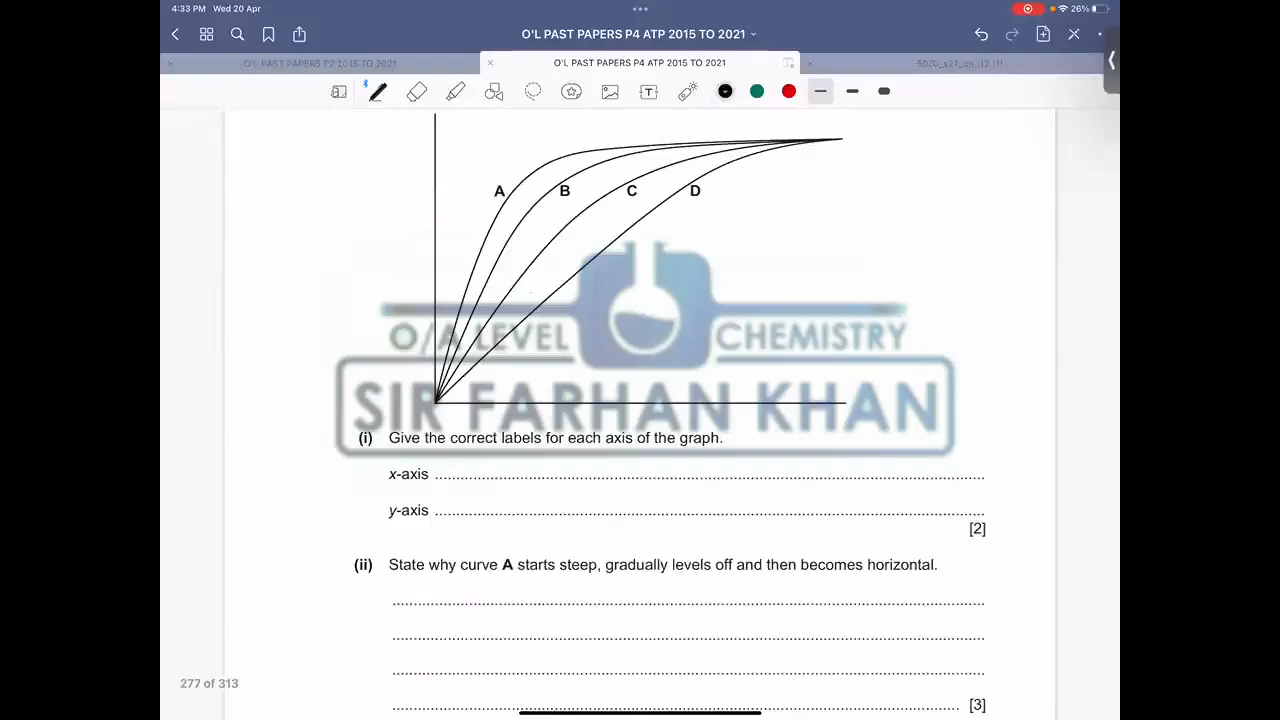 4:33 PM Wed 20 Apr
26%
O'L PAST PAPERS P4 ATP 2015 TO 2021
O'L PAST PAPERS P2 2015 TO 2021
O'L PAST PAPERS P4 ATP 2015 TO 2021
A B C D
O/A LEVEL CHEMISTRY
SIR FARHAN KHAN
(i) Give the correct labels for each axis of the graph.
x-axis
y-axis
[2]
(ii) State why curve A starts steep, gradually levels off and then becomes horizontal.
277 of 313
[3]